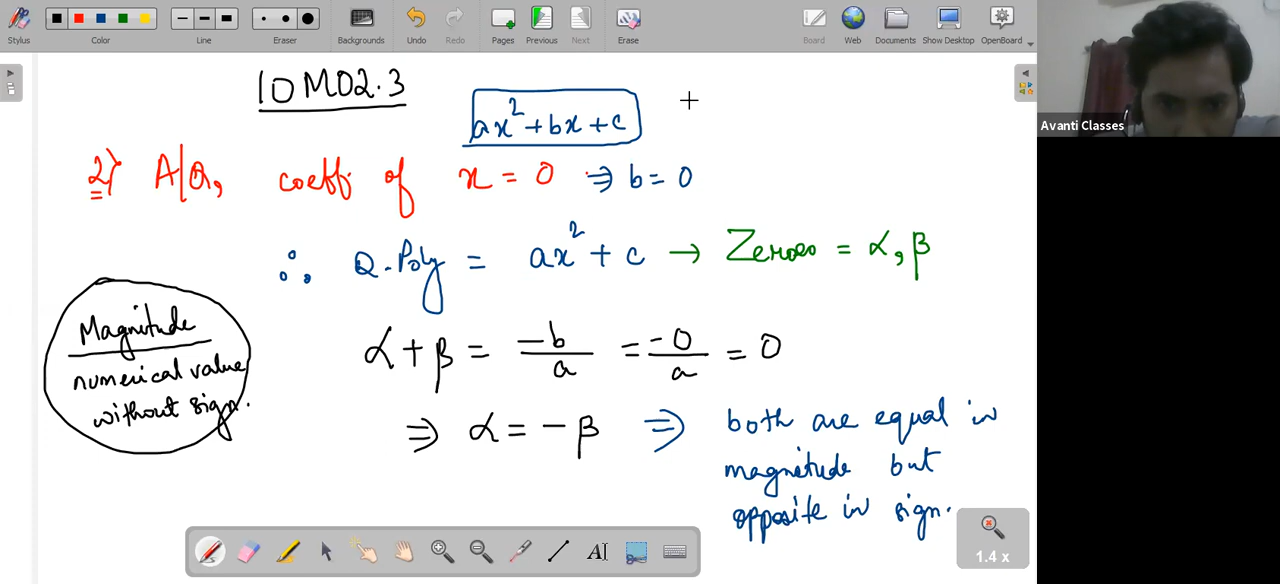 Stylus
Color
Line
Eraser
Backgrounds
Undo
Redo
Pages
Previous
Next
Erase
Board
Web
Documents
Show Desktop
OpenBoard
Avanti Classes
10M02.3
ax²+bx+c
2) A/Q, coeff. of x = 0 ⇒ b = 0
∴ Q.Poly = ax² + c → Zeroes = α, β
Magnitude
numerical value
without sign.
α + β = -b/a = -0/a = 0
⇒ α = -β ⇒ both are equal in
magnitude but
opposite in sign.
AI
1.4 x